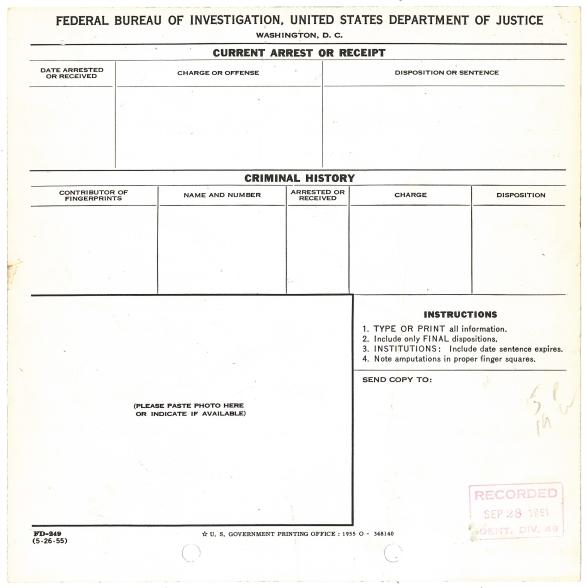 FEDERAL BUREAU OF INVESTIGATION, UNITED STATES DEPARTMENT OF JUSTICE
WASHINGTON, D. C.
CURRENT ARREST OR RECEIPT
DATE ARRESTED
OR RECEIVED
CHARGE OR OFFENSE
DISPOSITION OR SENTENCE
CRIMINAL HISTORY
CONTRIBUTOR OF
FINGERPRINTS
NAME AND NUMBER
ARRESTED OR
RECEIVED
CHARGE
DISPOSITION
INSTRUCTIONS
1. TYPE OR PRINT all information.
2. Include only FINAL dispositions.
3. INSTITUTIONS: Include date sentence expires.
4. Note amputations in proper finger squares.
SEND COPY TO:
(PLEASE PASTE PHOTO HERE
OR INDICATE IF AVAILABLE)
RECORDED
SEP 28 1961
IDENT. DIV. 49
FD-249
(5-26-55)
☆ U. S. GOVERNMENT PRINTING OFFICE : 1955 O - 348140